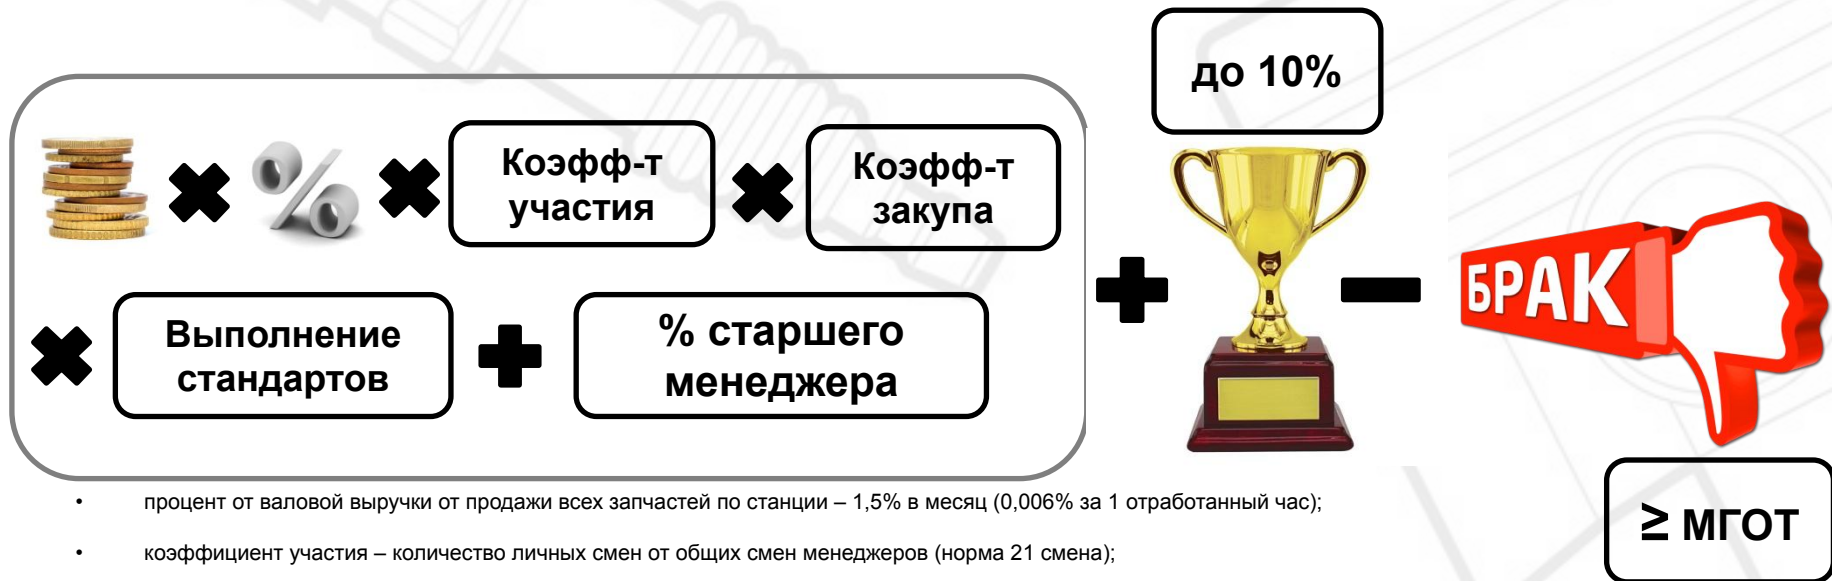 до 10%
Коэфф-т
участия
Коэфф-т
закупа
Выполнение
стандартов
% старшего
менеджера
БРАК
• процент от валовой выручки от продажи всех запчастей по станции – 1,5% в месяц (0,006% за 1 отработанный час);
• коэффициент участия – количество личных смен от общих смен менеджеров (норма 21 смена);
≥ МГОТ